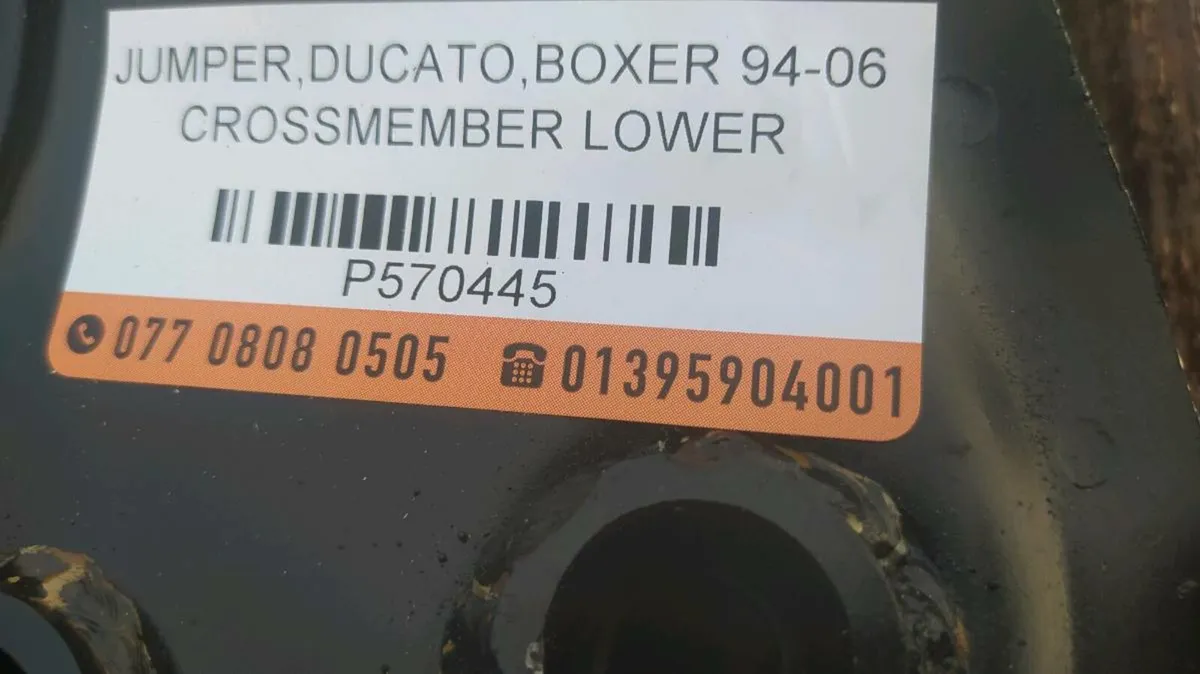 JUMPER,DUCATO,BOXER 94-06
CROSSMEMBER LOWER
P570445
077 0808 0505 01395904001